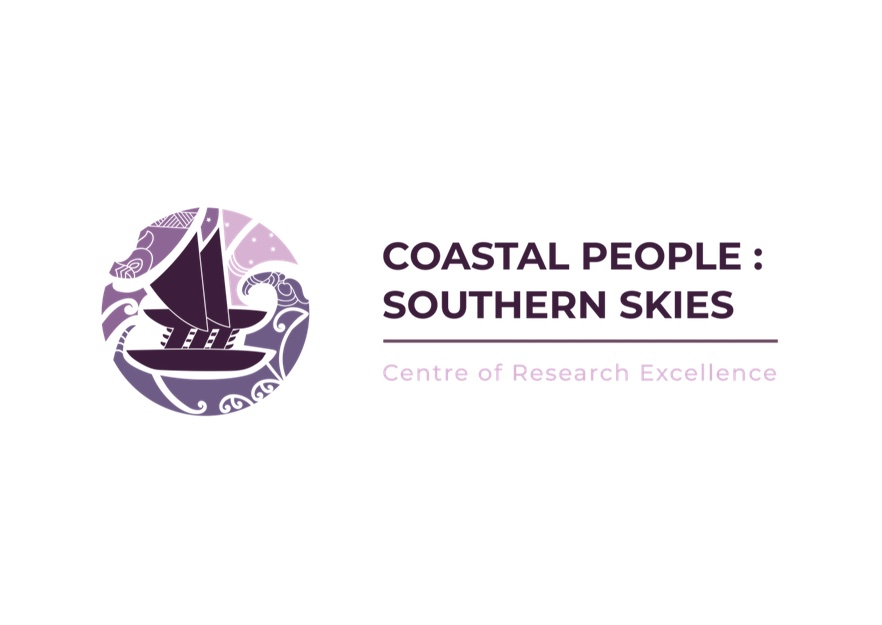 COASTAL PEOPLE :
SOUTHERN SKIES
Centre of Research Excellence